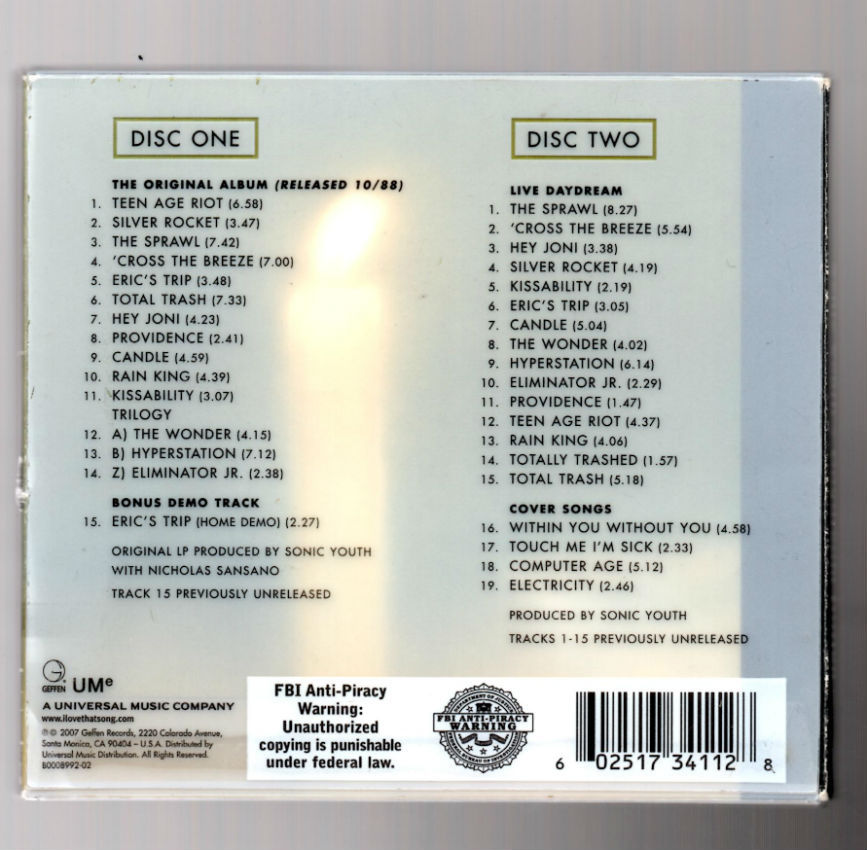 DISC ONE
THE ORIGINAL ALBUM (RELEASED 10/88)
1. TEEN AGE RIOT (6.58)
2. SILVER ROCKET (3.47)
3. THE SPRAWL (7.42)
4. 'CROSS THE BREEZE (7.00)
5. ERIC'S TRIP (3.48)
6. TOTAL TRASH (7.33)
7. HEY JONI (4.23)
8. PROVIDENCE (2.41)
9. CANDLE (4.59)
10. RAIN KING (4.39)
11. KISSABILITY (3.07)
TRILOGY
12. A) THE WONDER (4.15)
13. B) HYPERSTATION (7.12)
14. Z) ELIMINATOR JR. (2.38)
BONUS DEMO TRACK
15. ERIC'S TRIP (HOME DEMO) (2.27)
ORIGINAL LP PRODUCED BY SONIC YOUTH
WITH NICHOLAS SANSANO
TRACK 15 PREVIOUSLY UNRELEASED
DISC TWO
LIVE DAYDREAM
1. THE SPRAWL (8.27)
2. 'CROSS THE BREEZE (5.54)
3. HEY JONI (3.38)
4. SILVER ROCKET (4.19)
5. KISSABILITY (2.19)
6. ERIC'S TRIP (3.05)
7. CANDLE (5.04)
8. THE WONDER (4.02)
9. HYPERSTATION (6.14)
10. ELIMINATOR JR. (2.29)
11. PROVIDENCE (1.47)
12. TEEN AGE RIOT (4.37)
13. RAIN KING (4.06)
14. TOTALLY TRASHED (1.57)
15. TOTAL TRASH (5.18)
COVER SONGS
16. WITHIN YOU WITHOUT YOU (4.58)
17. TOUCH ME I'M SICK (2.33)
18. COMPUTER AGE (5.12)
19. ELECTRICITY (2.46)
PRODUCED BY SONIC YOUTH
TRACKS 1-15 PREVIOUSLY UNRELEASED
G
GEFFEN UMe
A UNIVERSAL MUSIC COMPANY
www.ilovethatsong.com
℗© 2007 Geffen Records, 2220 Colorado Avenue,
Santa Monica, CA 90404 – U.S.A. Distributed by
Universal Music Distribution. All Rights Reserved.
B0008992-02
FBI Anti-Piracy
Warning:
Unauthorized
copying is punishable
under federal law.
FBI ANTI-PIRACY
WARNING
6 02517 34112 8